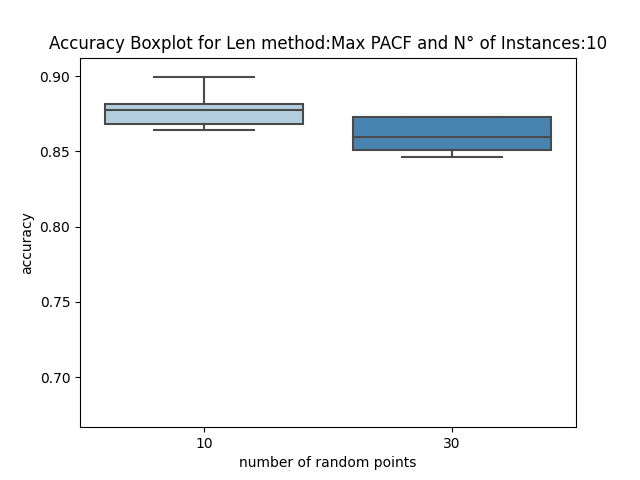 Accuracy Boxplot for Len method:Max PACF and N° of Instances:10
0.90
0.85
0.80
0.75
0.70
accuracy
10 30
number of random points